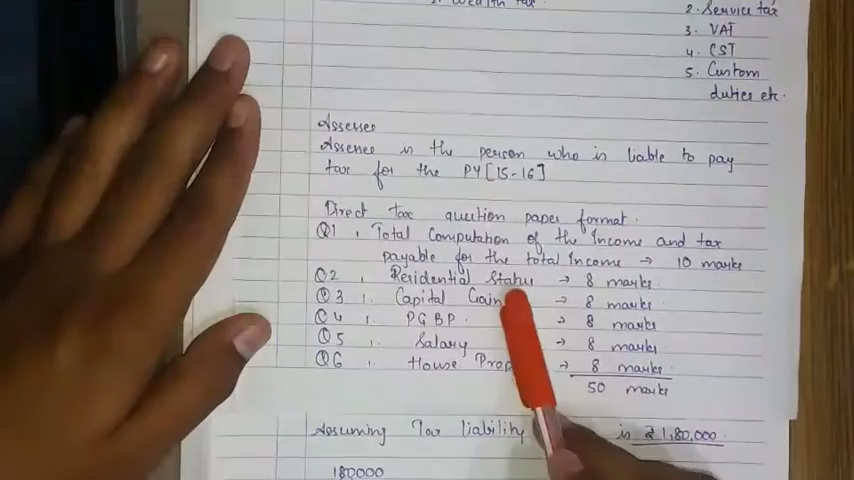 2. Wealth tax.
2. Service tax
3. VAT
4. CST
5. Custom
duties etc.
Assessee
Assessee is the person who is liable to pay
tax for the PY [15-16]
Direct tax question paper format.
Q1. Total Computation of the Income and tax
payable for the total Income → 10 marks
Q2. Residential Status → 8 marks.
Q3. Capital Gain → 8 marks
Q4. PGBP. → 8 marks
Q5. Salary → 8 marks
Q6. House Prop → 8 marks
50 marks
Assuming Tax liability is ₹ 1,80,000.
180000